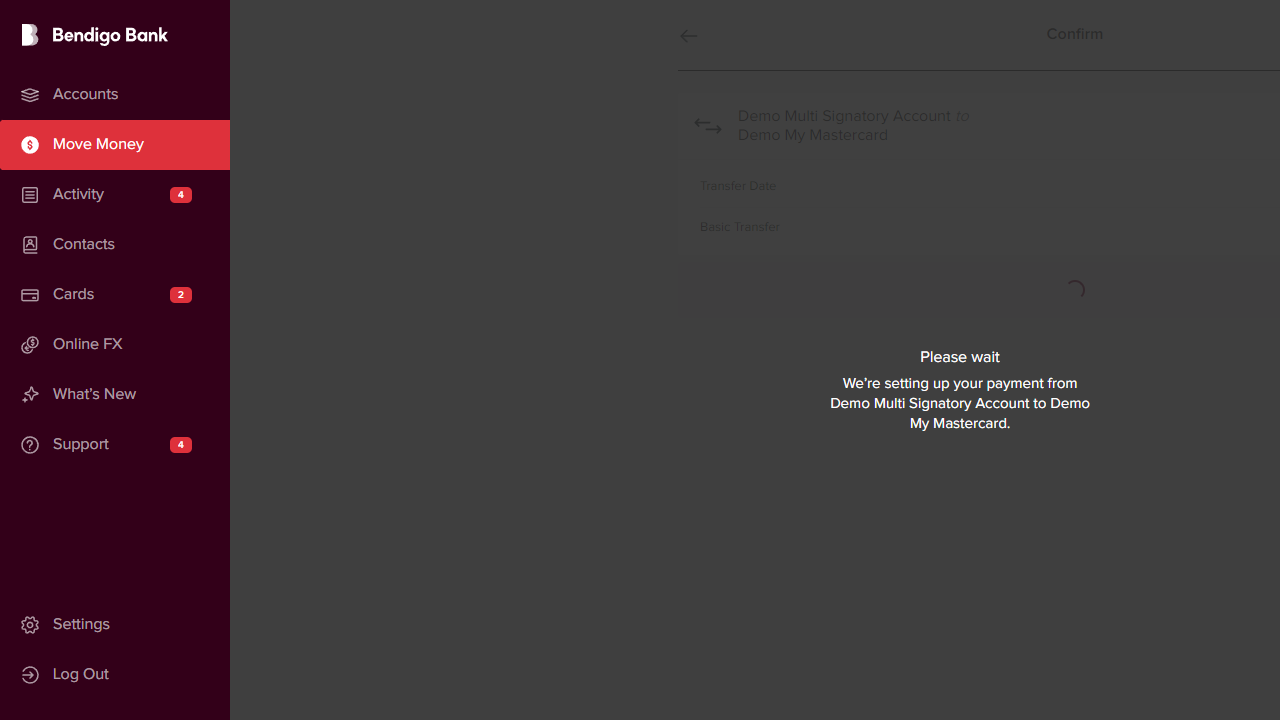 Bendigo Bank
Accounts
Move Money
Activity 4
Contacts
Cards 2
Online FX
What's New
Support 4
Settings
Log Out
Confirm
Demo Multi Signatory Account to
Demo My Mastercard
Transfer Date
Basic Transfer
Please wait
We're setting up your payment from
Demo Multi Signatory Account to Demo
My Mastercard.